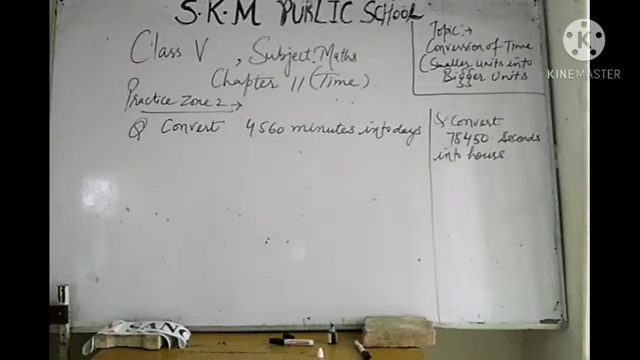 S.K.M PUBLIC SCHOOL
Class V, Subject. Maths
Chapter 11 (Time)
Practice Zone 2 →
Q Convert 4560 minutes into days
Topic:→
Conversion of Time
(Smaller units into
Bigger Units
Q Convert
78450 seconds
into hours
KINEMASTER